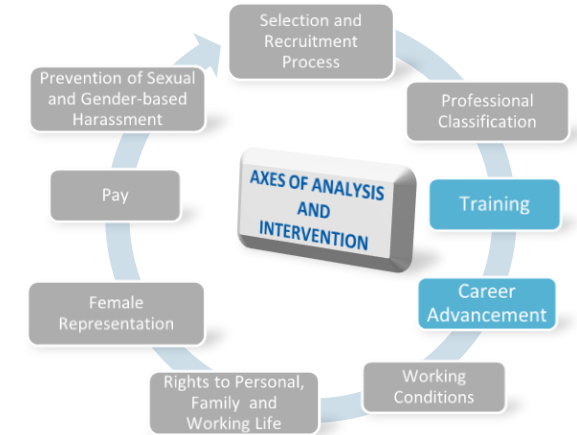 Selection and
Recruitment
Process
Professional
Classification
Training
Career
Advancement
Working
Conditions
Rights to Personal,
Family and
Working Life
Female
Representation
Pay
Prevention of Sexual
and Gender-based
Harassment
AXES OF ANALYSIS
AND
INTERVENTION